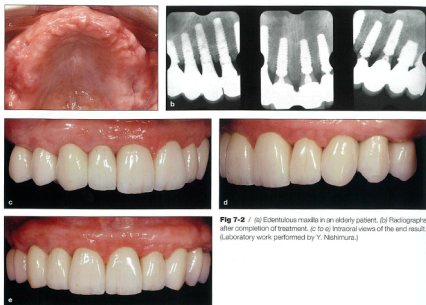 a
b
c
d
Fig 7-2 / (a) Edentulous maxilla in an elderly patient. (b) Radiographs
after completion of treatment. (c to e) Intraoral views of the end result.
(Laboratory work performed by Y. Nishimura.)
e